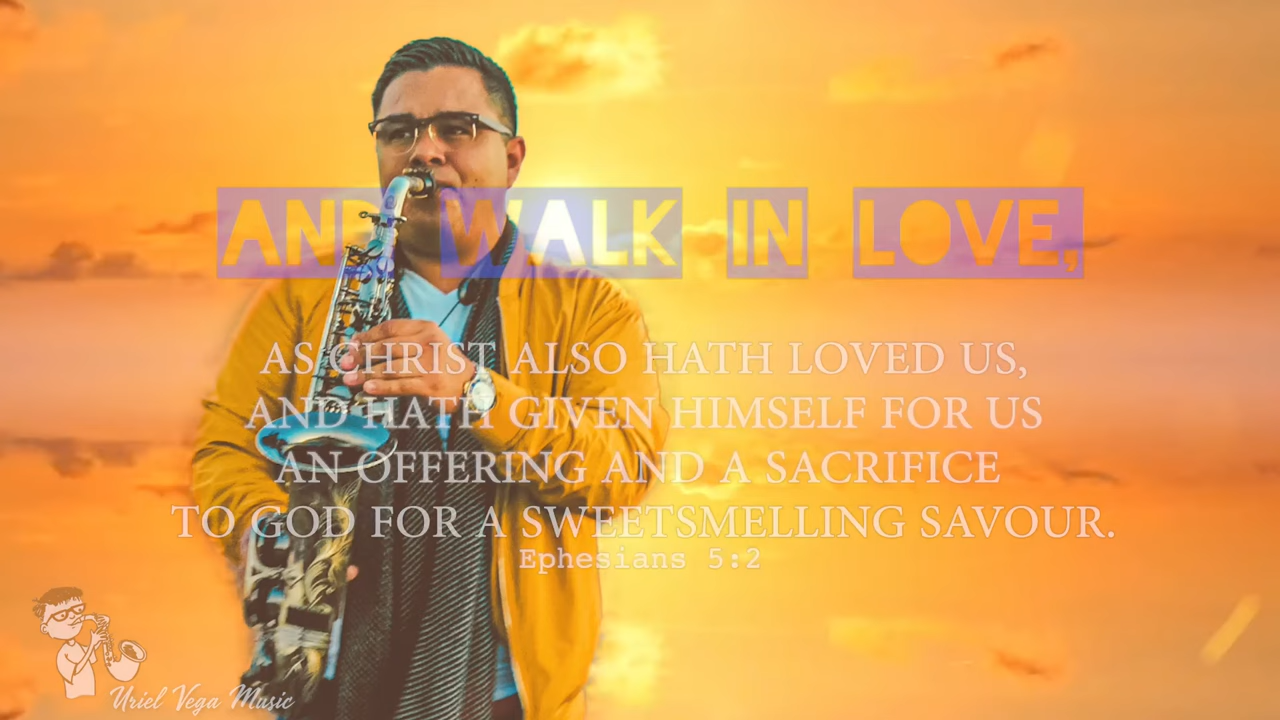 AND WALK IN LOVE,
AS CHRIST ALSO HATH LOVED US,
AND HATH GIVEN HIMSELF FOR US
AN OFFERING AND A SACRIFICE
TO GOD FOR A SWEETSMELLING SAVOUR.
Ephesians 5:2
Uriel Vega Music